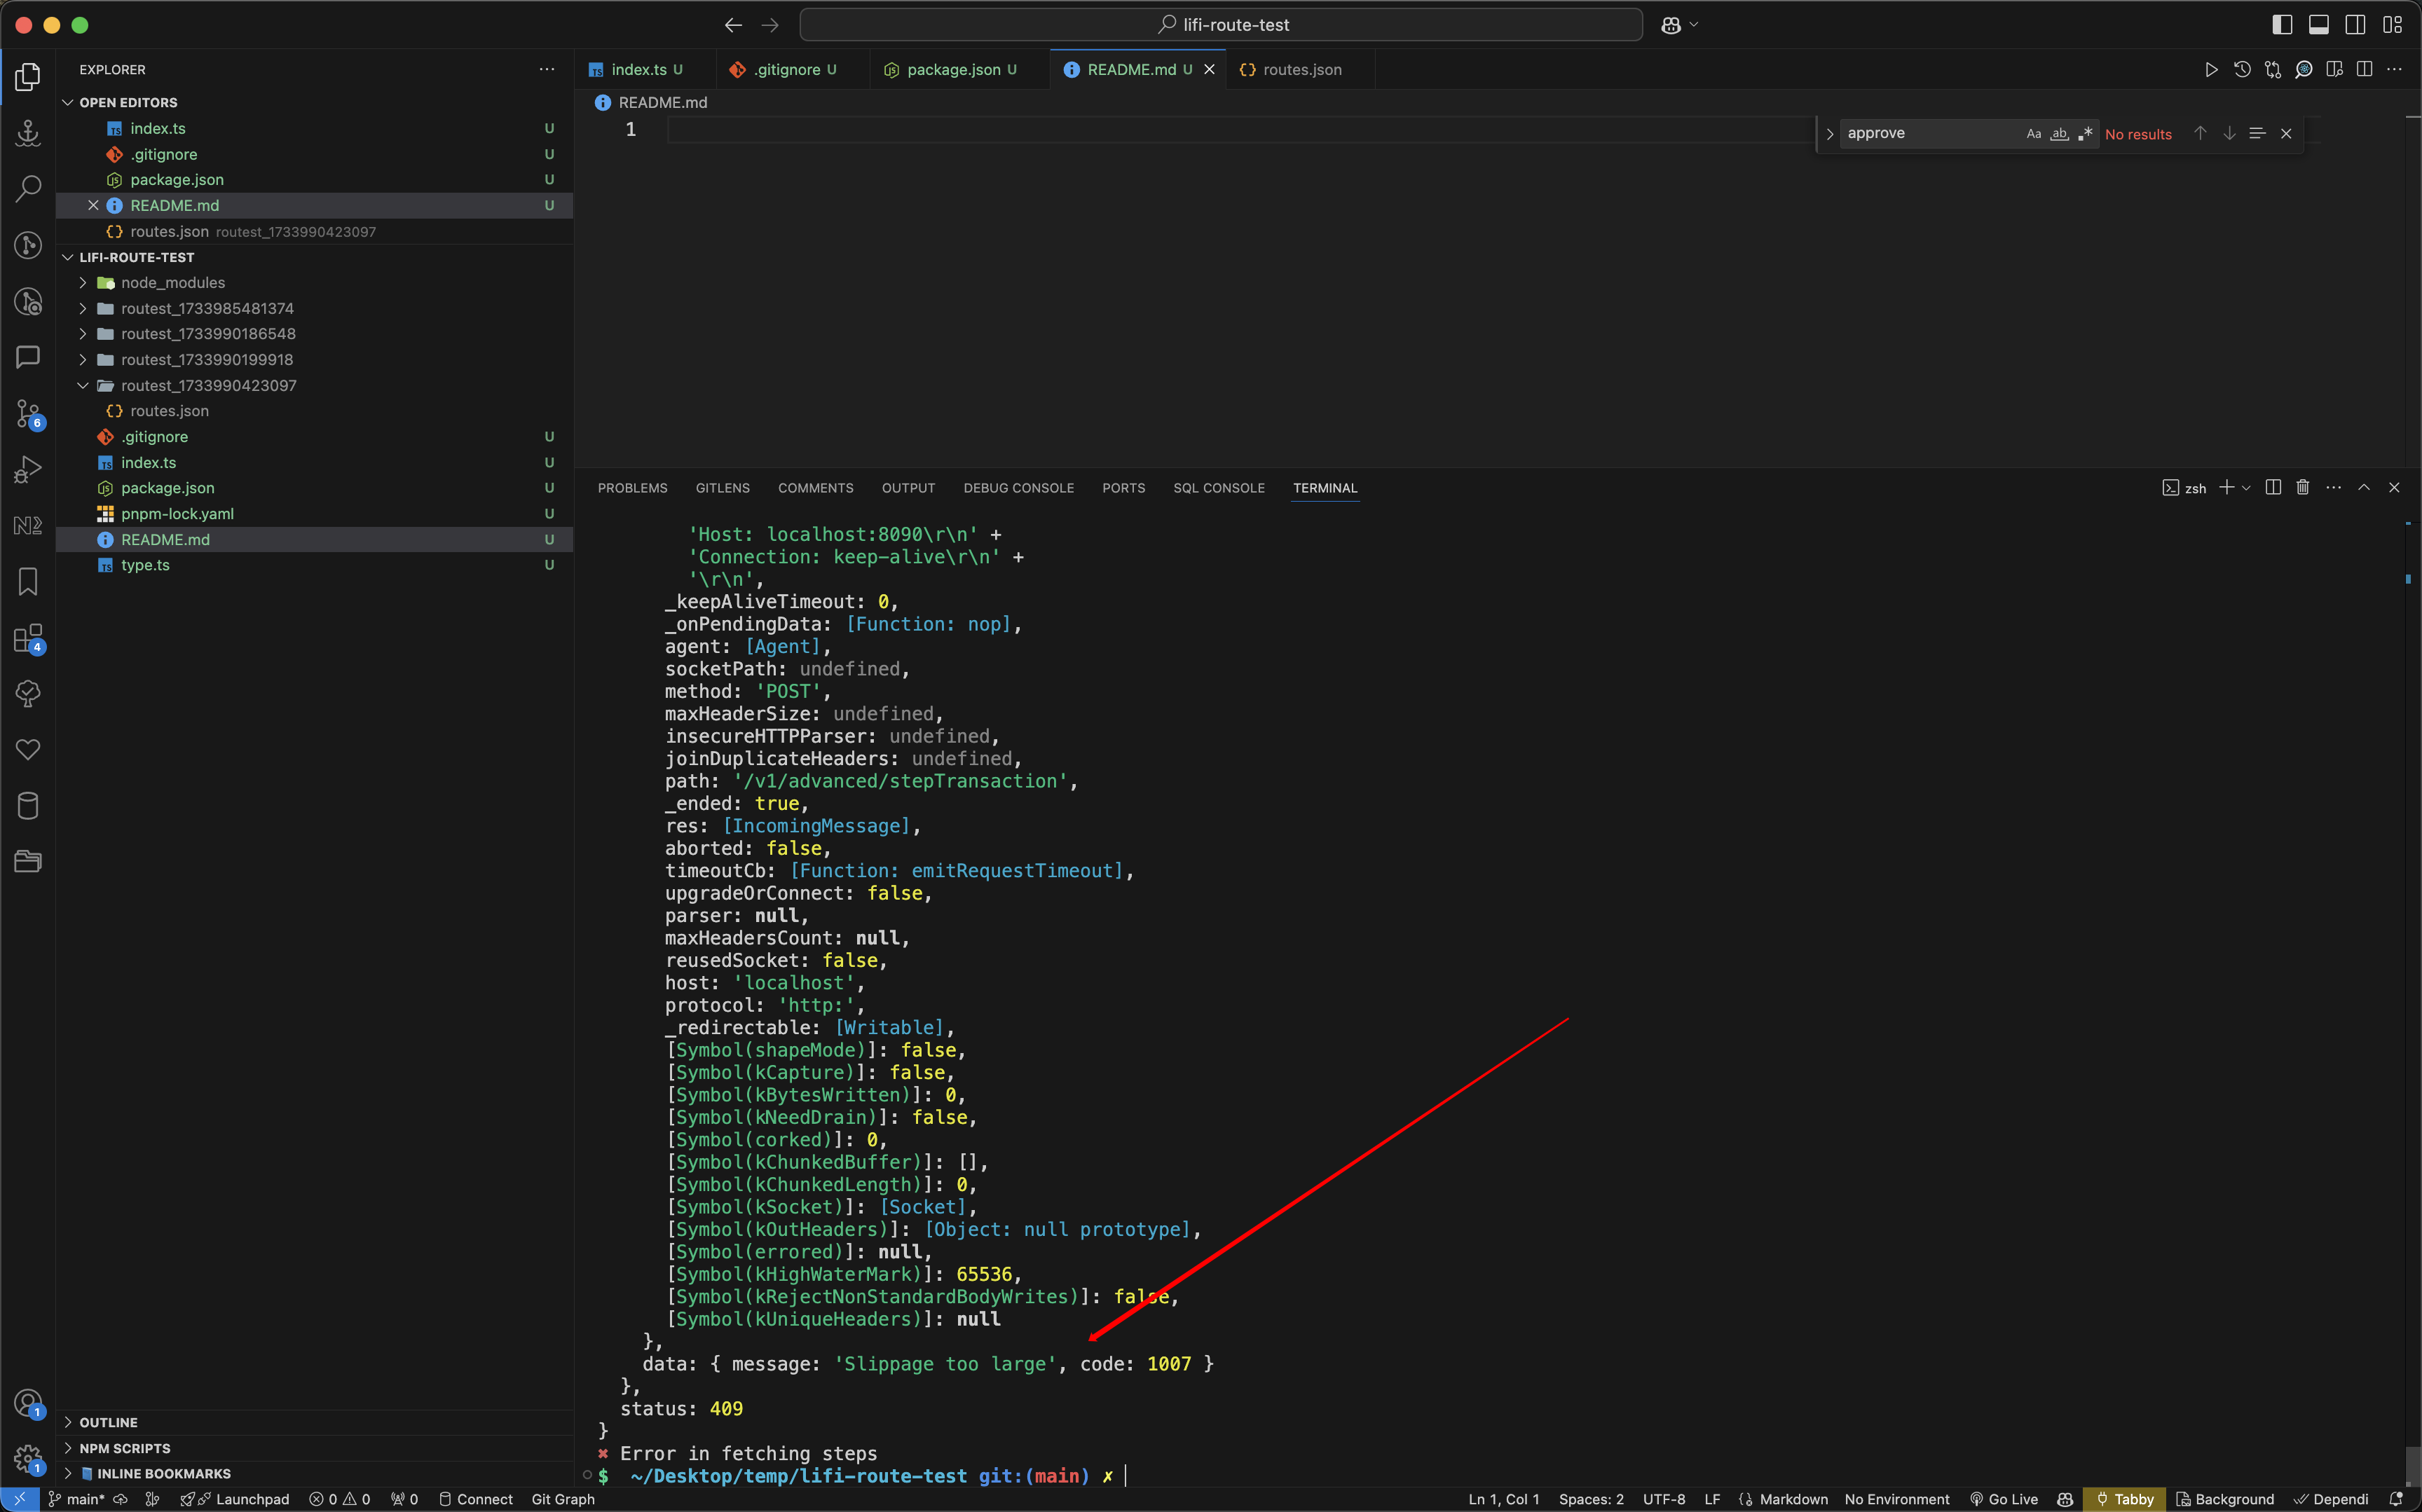 lifi-route-test
EXPLORER
OPEN EDITORS
index.ts U
.gitignore U
package.json U
README.md U
routes.json routest_1733990423097
LIFI-ROUTE-TEST
node_modules
routest_1733985481374
routest_1733990186548
routest_1733990199918
routest_1733990423097
routes.json
.gitignore U
index.ts U
package.json U
pnpm-lock.yaml U
README.md U
type.ts U
OUTLINE
NPM SCRIPTS
INLINE BOOKMARKS
6
4
1
1
index.ts U .gitignore U package.json U README.md U routes.json
README.md
1
approve Aa ab No results
PROBLEMS GITLENS COMMENTS OUTPUT DEBUG CONSOLE PORTS SQL CONSOLE TERMINAL zsh
'Host: localhost:8090\r\n' +
'Connection: keep-alive\r\n' +
'\r\n',
_keepAliveTimeout: 0,
_onPendingData: [Function: nop],
agent: [Agent],
socketPath: undefined,
method: 'POST',
maxHeaderSize: undefined,
insecureHTTPParser: undefined,
joinDuplicateHeaders: undefined,
path: '/v1/advanced/stepTransaction',
_ended: true,
res: [IncomingMessage],
aborted: false,
timeoutCb: [Function: emitRequestTimeout],
upgradeOrConnect: false,
parser: null,
maxHeadersCount: null,
reusedSocket: false,
host: 'localhost',
protocol: 'http:',
_redirectable: [Writable],
[Symbol(shapeMode)]: false,
[Symbol(kCapture)]: false,
[Symbol(kBytesWritten)]: 0,
[Symbol(kNeedDrain)]: false,
[Symbol(corked)]: 0,
[Symbol(kChunkedBuffer)]: [],
[Symbol(kChunkedLength)]: 0,
[Symbol(kSocket)]: [Socket],
[Symbol(kOutHeaders)]: [Object: null prototype],
[Symbol(errored)]: null,
[Symbol(kHighWaterMark)]: 65536,
[Symbol(kRejectNonStandardBodyWrites)]: false,
[Symbol(kUniqueHeaders)]: null
},
data: { message: 'Slippage too large', code: 1007 }
},
status: 409
}
✖ Error in fetching steps
$ ~/Desktop/temp/lifi-route-test git:(main) ✗
main* Launchpad 0 0 0 Connect Git Graph Ln 1, Col 1 Spaces: 2 UTF-8 LF Markdown No Environment Go Live Tabby Background Dependi